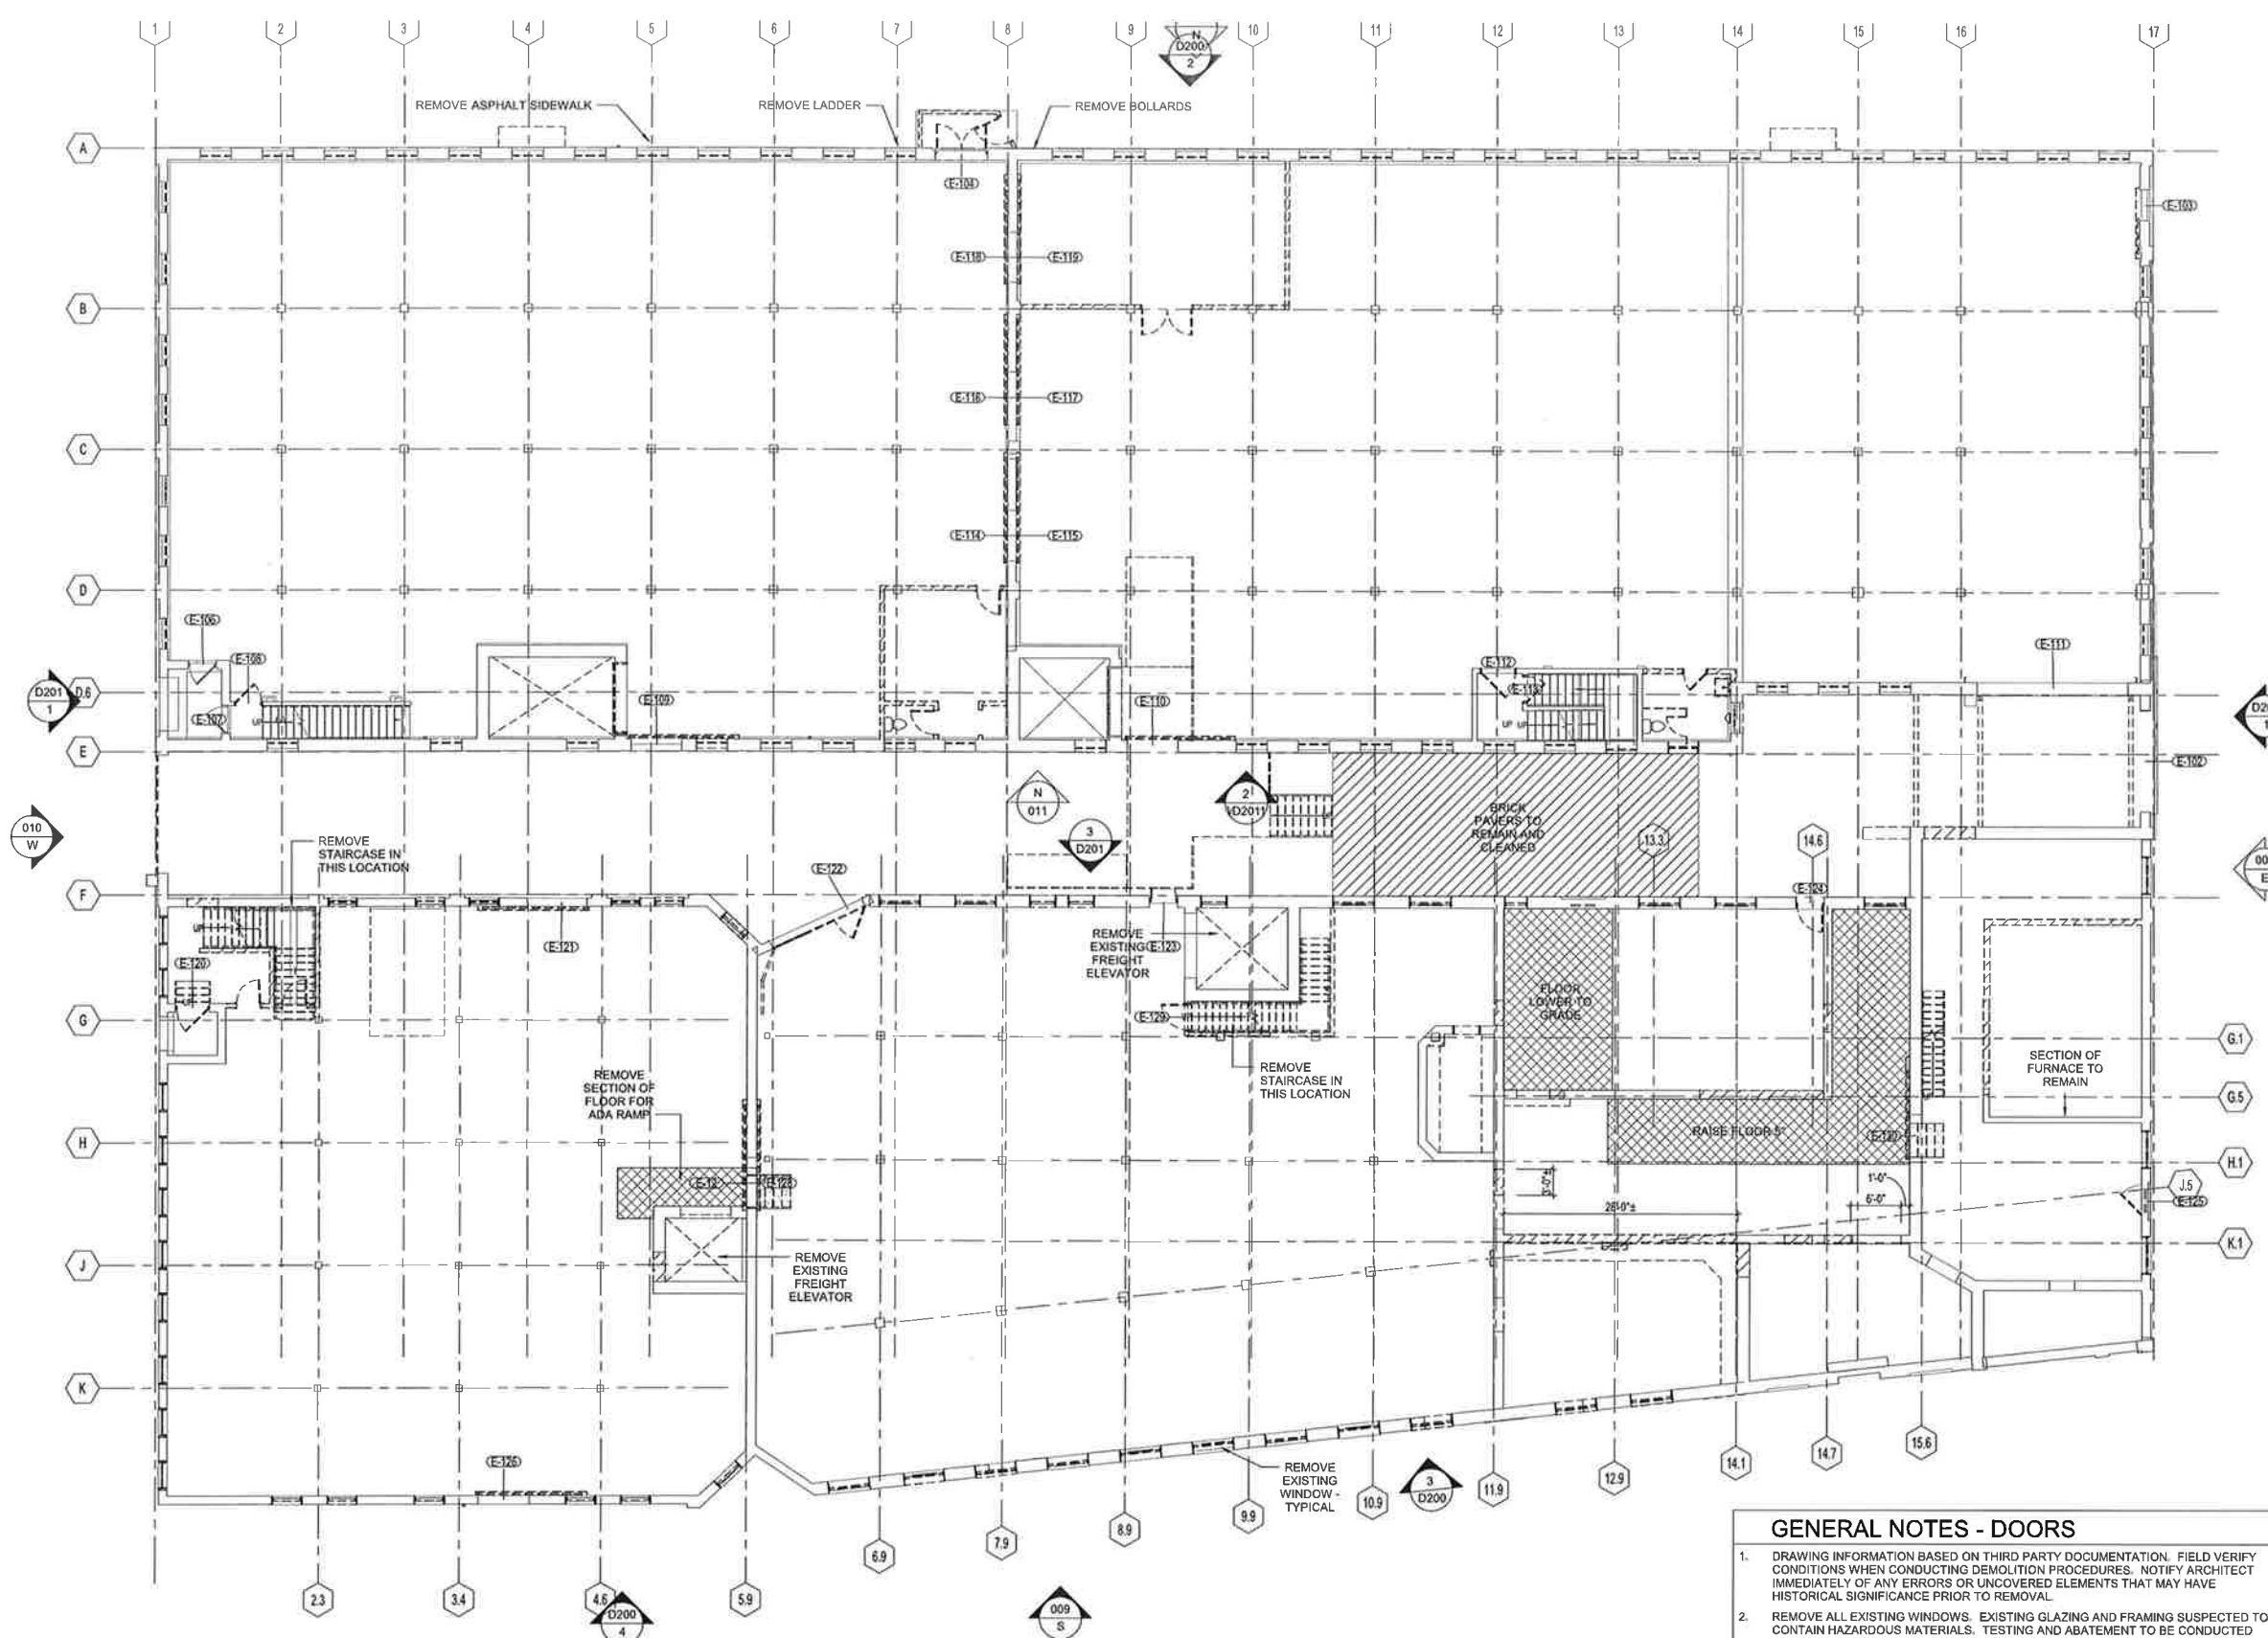 1 2 3 4 5 6 7 8 9 10 11 12 13 14 15 16 17
N
D200
2
REMOVE ASPHALT SIDEWALK
REMOVE LADDER
REMOVE BOLLARDS
A
E-104
E-103
E-118
E-119
B
E-116
E-117
C
E-114
E-115
D
E-106
E-108
E-112
E-111
D201
1
D.6
E-107
UP
E-109
E-110
E-113
UP UP
E
E-102
N
011
2
D2011
3
D201
010
W
REMOVE
STAIRCASE IN
THIS LOCATION
BRICK
PAVERS TO
REMAIN AND
CLEANED
13.3
14.6
E-122
E-124
F
UP
E-121
E-120
REMOVE
EXISTING
FREIGHT
ELEVATOR
E-123
FLOOR
LOWER TO
GRADE
G
E-129
G.1
REMOVE
STAIRCASE IN
THIS LOCATION
SECTION OF
FURNACE TO
REMAIN
REMOVE
SECTION OF
FLOOR FOR
ADA RAMP
G.5
RAISE FLOOR 5"
H
H.1
E-128
1'-0"
6'-0"
J.5
E-125
K.1
REMOVE
EXISTING
FREIGHT
ELEVATOR
J
K
E-126
REMOVE
EXISTING
WINDOW -
TYPICAL
3
D200
2.3 3.4 4.6 5.9 6.9 7.9 8.9 9.9 10.9 11.9 12.9 14.1 14.7 15.6
D200
4
009
S
GENERAL NOTES - DOORS
1. DRAWING INFORMATION BASED ON THIRD PARTY DOCUMENTATION. FIELD VERIFY
CONDITIONS WHEN CONDUCTING DEMOLITION PROCEDURES. NOTIFY ARCHITECT
IMMEDIATELY OF ANY ERRORS OR UNCOVERED ELEMENTS THAT MAY HAVE
HISTORICAL SIGNIFICANCE PRIOR TO REMOVAL.
2. REMOVE ALL EXISTING WINDOWS. EXISTING GLAZING AND FRAMING SUSPECTED TO
CONTAIN HAZARDOUS MATERIALS. TESTING AND ABATEMENT TO BE CONDUCTED